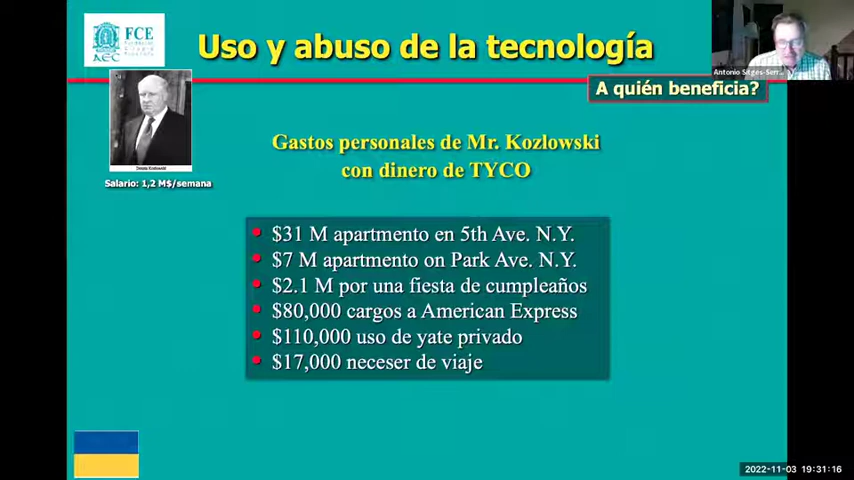 FCE
AEC
Uso y abuso de la tecnología
Antonio Sitges-Serr...
A quién beneficia?
Salario: 1,2 M$/semana
Gastos personales de Mr. Kozlowski
con dinero de TYCO
• $31 M apartmento en 5th Ave. N.Y.
• $7 M apartmento on Park Ave. N.Y.
• $2.1 M por una fiesta de cumpleaños
• $80,000 cargos a American Express
• $110,000 uso de yate privado
• $17,000 neceser de viaje
2022-11-03 19:31:16